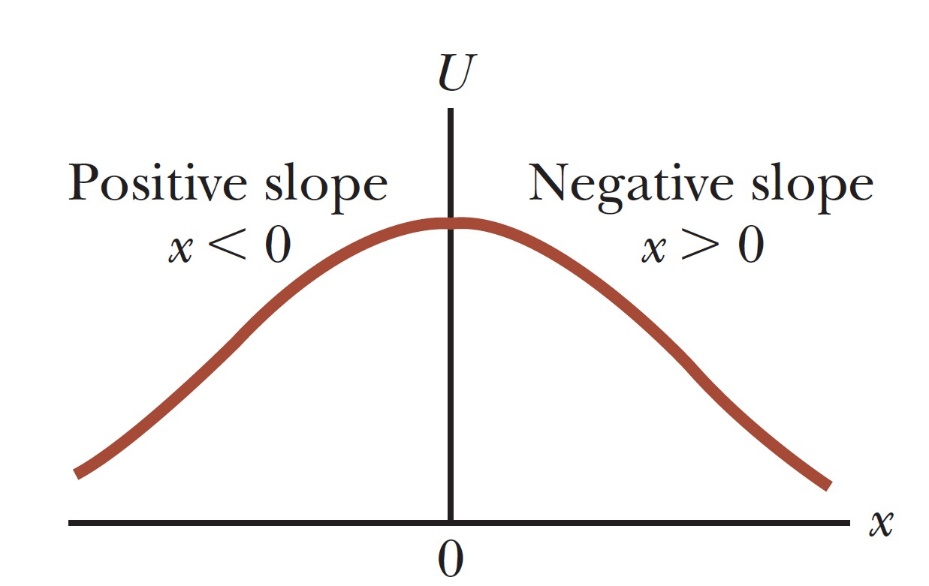 U
Positive slope
x < 0
Negative slope
x > 0
x
0